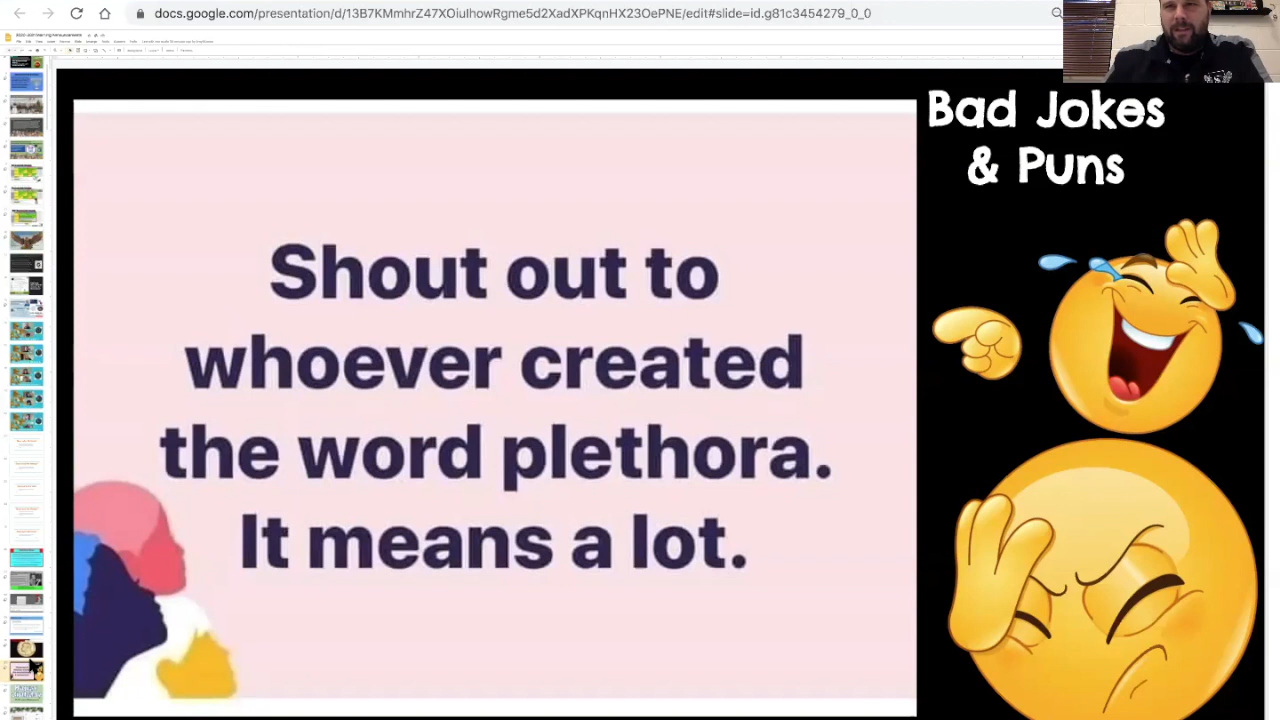 docs.google.com/presentation/d/13B7KMmhrZ47XOiuIhowRgme5d2XadXPKqnHX23OePNE/edit#slide=id.g81c3454279_0_0
Bad Jokes
& Puns
Shout out to
whoever created
the word plethora.
It means a lot.